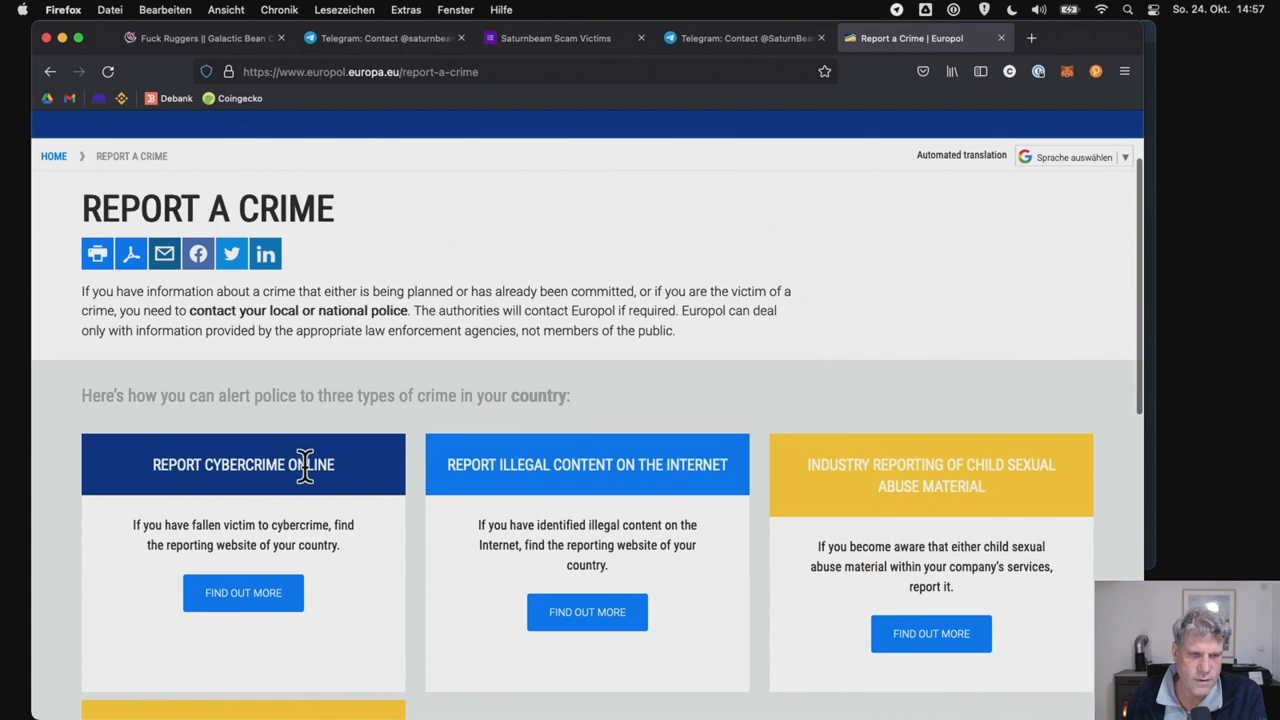 Firefox Datei Bearbeiten Ansicht Chronik Lesezeichen Extras Fenster Hilfe So. 24. Okt. 14:57
Fuck Ruggers || Galactic Bean C Telegram: Contact @saturnbea Saturnbeam Scam Victims Telegram: Contact @SaturnBea Report a Crime | Europol
https://www.europol.europa.eu/report-a-crime
Debank Coingecko
HOME REPORT A CRIME Automated translation Sprache auswählen
REPORT A CRIME
If you have information about a crime that either is being planned or has already been committed, or if you are the victim of a
crime, you need to contact your local or national police. The authorities will contact Europol if required. Europol can deal
only with information provided by the appropriate law enforcement agencies, not members of the public.
Here's how you can alert police to three types of crime in your country:
REPORT CYBERCRIME ONLINE
If you have fallen victim to cybercrime, find
the reporting website of your country.
FIND OUT MORE
REPORT ILLEGAL CONTENT ON THE INTERNET
If you have identified illegal content on the
Internet, find the reporting website of your
country.
FIND OUT MORE
INDUSTRY REPORTING OF CHILD SEXUAL
ABUSE MATERIAL
If you become aware that either child sexual
abuse material within your company's services,
report it.
FIND OUT MORE